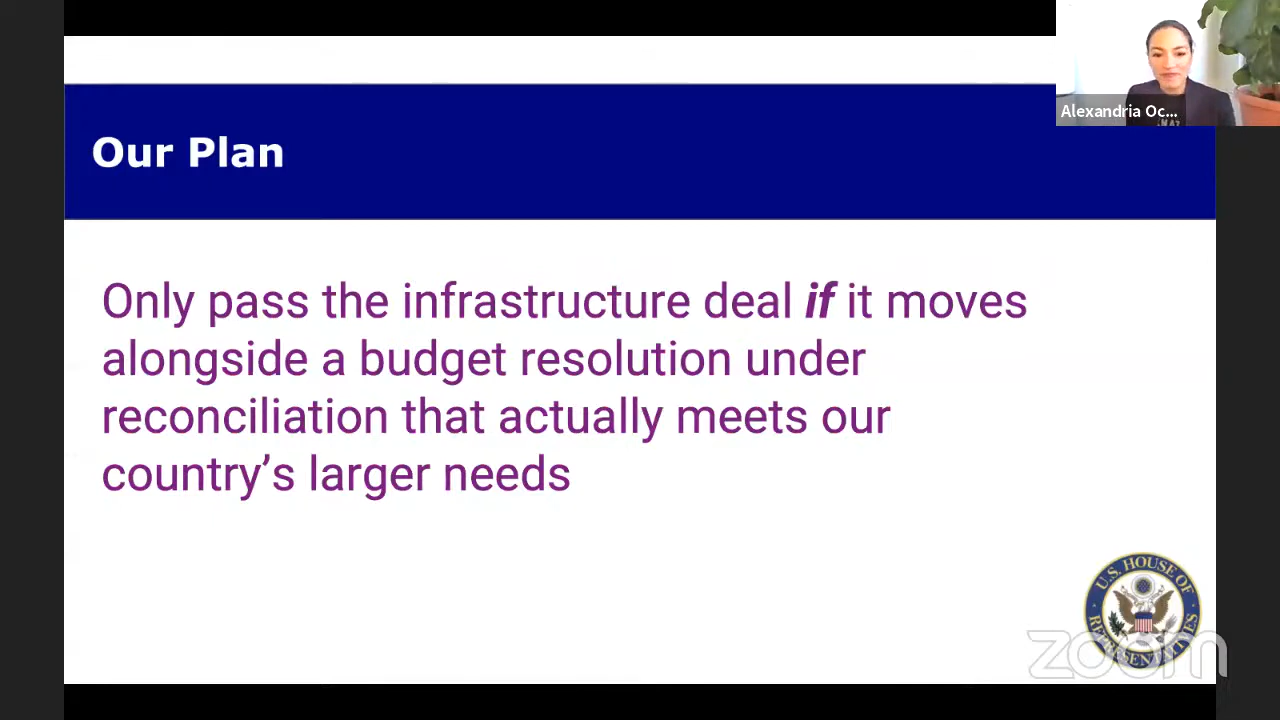 Alexandria Oc...
Our Plan
Only pass the infrastructure deal if it moves
alongside a budget resolution under
reconciliation that actually meets our
country’s larger needs
U.S. HOUSE OF
REPRESENTATIVES
zoom